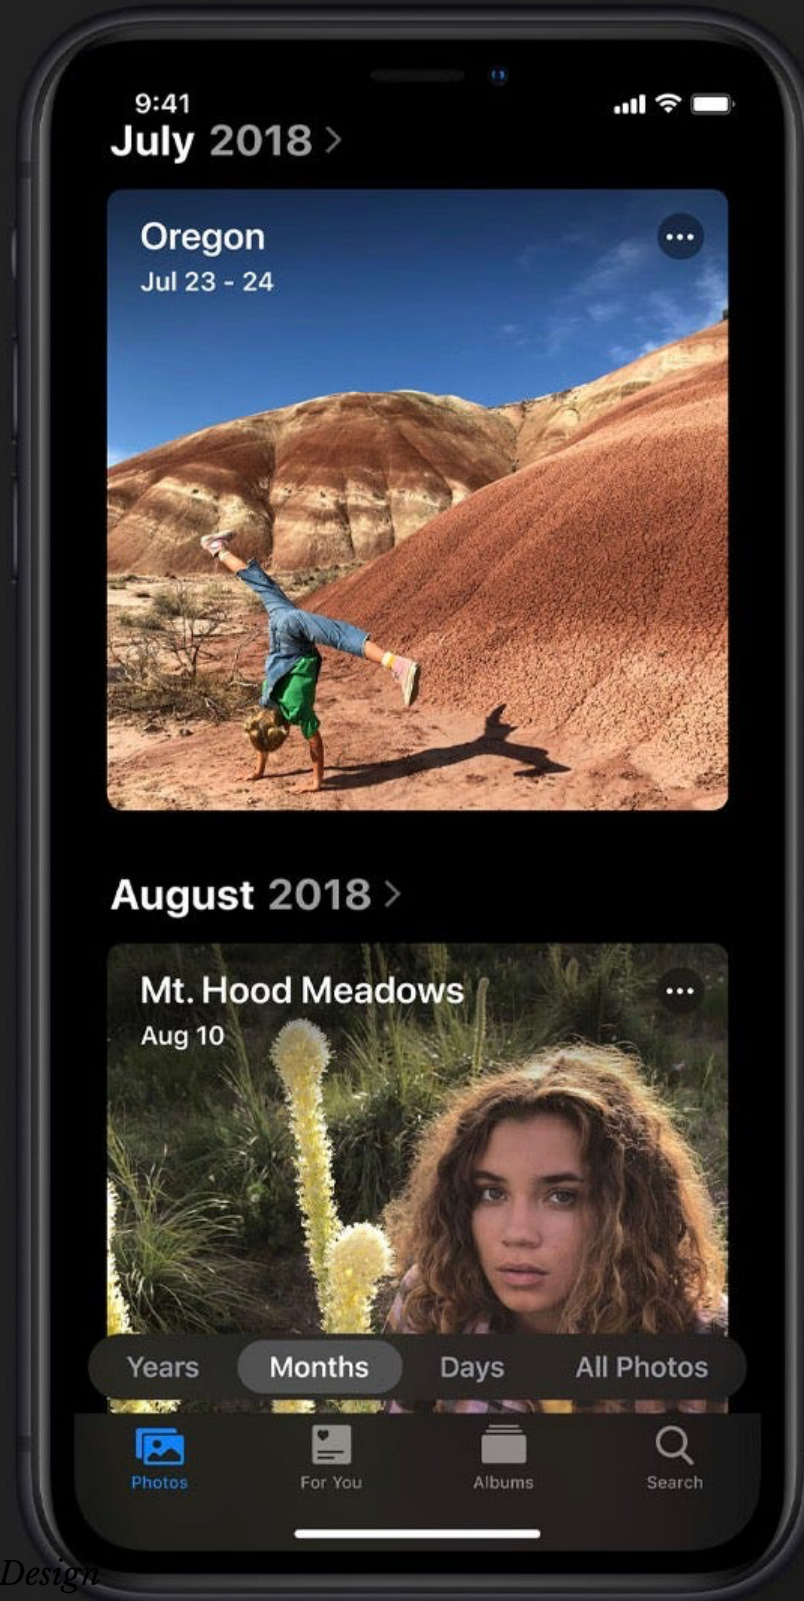 9:41
July 2018 >
Oregon
Jul 23 - 24
August 2018 >
Mt. Hood Meadows
Aug 10
Years Months Days All Photos
Photos For You Albums Search
Design